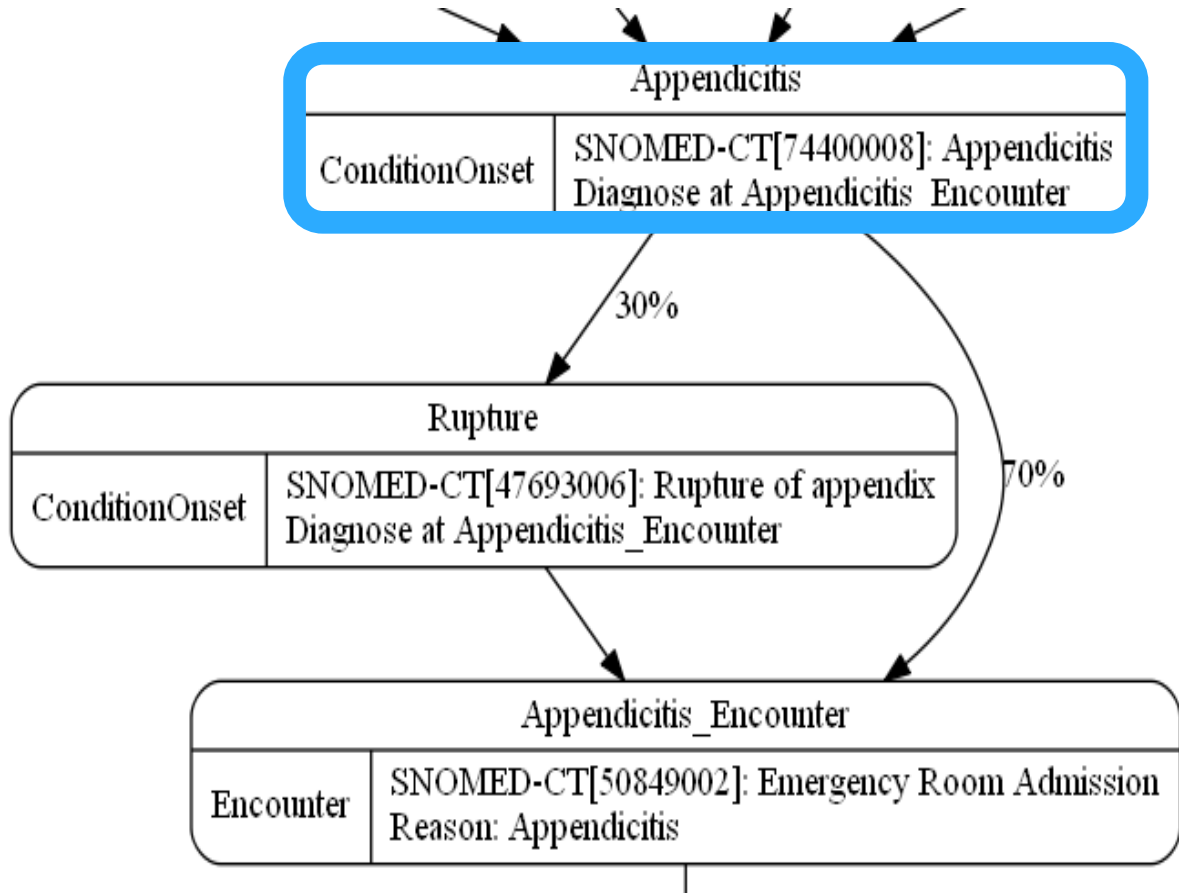 Appendicitis
ConditionOnset
SNOMED-CT[74400008]: Appendicitis
Diagnose at Appendicitis_Encounter
30%
70%
Rupture
ConditionOnset
SNOMED-CT[47693006]: Rupture of appendix
Diagnose at Appendicitis_Encounter
Appendicitis_Encounter
Encounter
SNOMED-CT[50849002]: Emergency Room Admission
Reason: Appendicitis